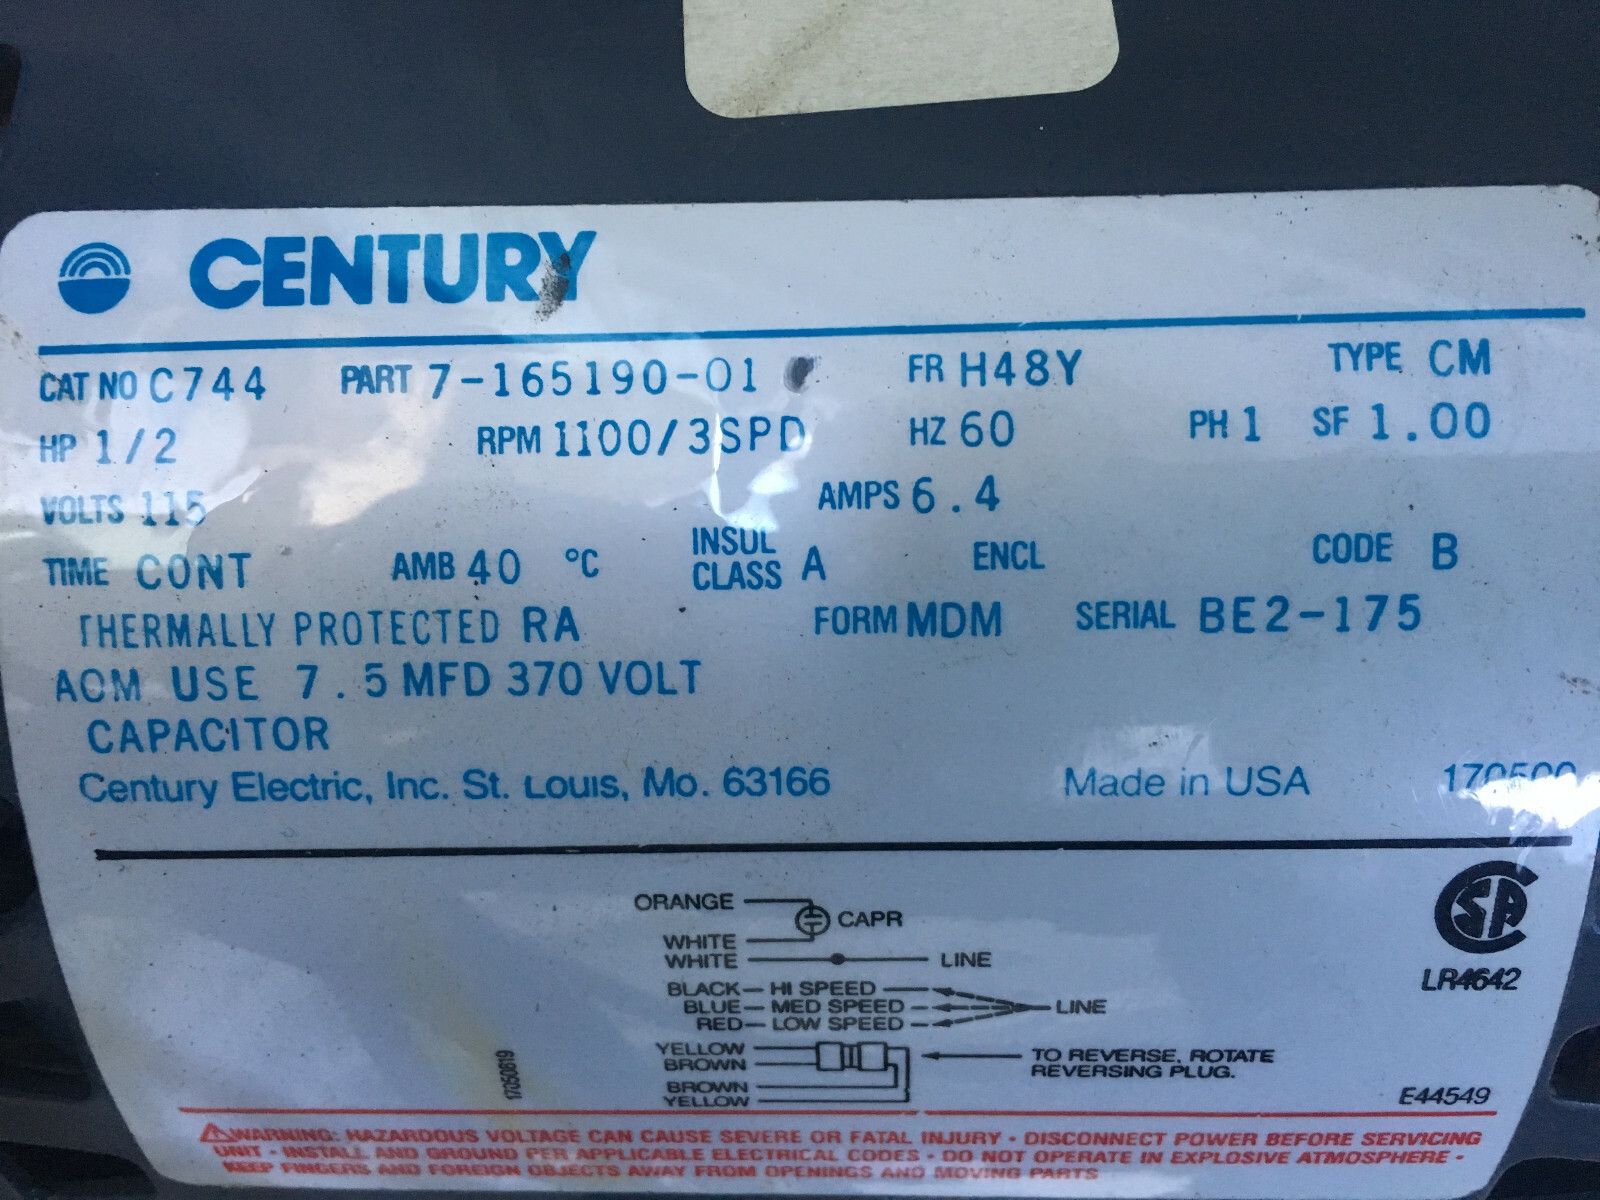 CENTURY
CAT NO C744 PART 7-165190-01 FR H48Y TYPE CM
HP 1/2 RPM 1100/3SPD HZ 60 PH 1 SF 1.00
VOLTS 115 AMPS 6.4
TIME CONT AMB 40 °C INSUL CLASS A ENCL CODE B
THERMALLY PROTECTED RA FORM MDM SERIAL BE2-175
AOM USE 7.5 MFD 370 VOLT
CAPACITOR
Century Electric, Inc. St. Louis, Mo. 63166 Made in USA
ORANGE
CAPR
WHITE
WHITE LINE
BLACK HI SPEED
BLUE MED SPEED LINE
RED LOW SPEED
YELLOW
BROWN
BROWN
YELLOW
TO REVERSE, ROTATE
REVERSING PLUG.
SA
LR4642
E44549
17050819
WARNING: HAZARDOUS VOLTAGE CAN CAUSE SEVERE OR FATAL INJURY • DISCONNECT POWER BEFORE SERVICING
UNIT • INSTALL AND GROUND PER APPLICABLE ELECTRICAL CODES • DO NOT OPERATE IN EXPLOSIVE ATMOSPHERE •
KEEP FINGERS AND FOREIGN OBJECTS AWAY FROM OPENINGS AND MOVING PARTS